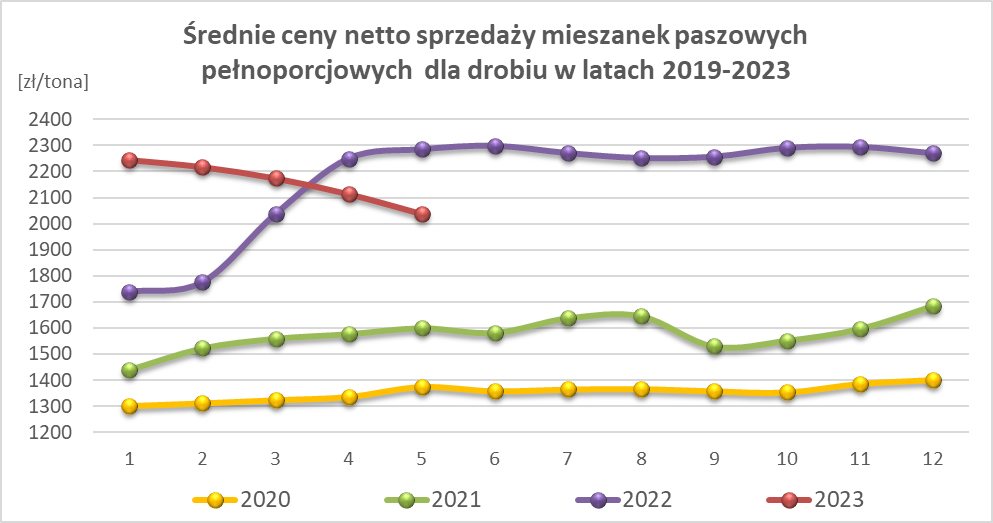 Średnie ceny netto sprzedaży mieszanek paszowych
pełnoporcjowych dla drobiu w latach 2019-2023
[zł/tona]
2400
2300
2200
2100
2000
1900
1800
1700
1600
1500
1400
1300
1200
1 2 3 4 5 6 7 8 9 10 11 12
2020 2021 2022 2023